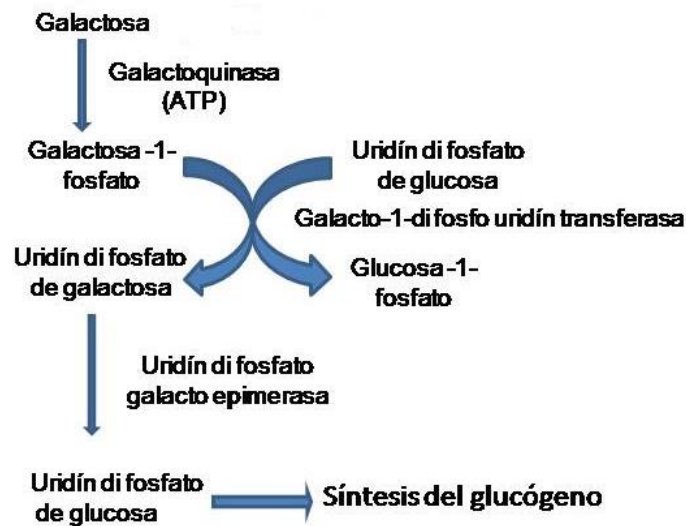 Galactosa
Galactoquinasa
(ATP)
Galactosa -1-
fosfato
Uridín di fosfato
de glucosa
Galacto-1-di fosfo uridín transferasa
Uridín di fosfato
de galactosa
Glucosa -1-
fosfato
Uridín di fosfato
galacto epimerasa
Uridín di fosfato
de glucosa
Síntesis del glucógeno